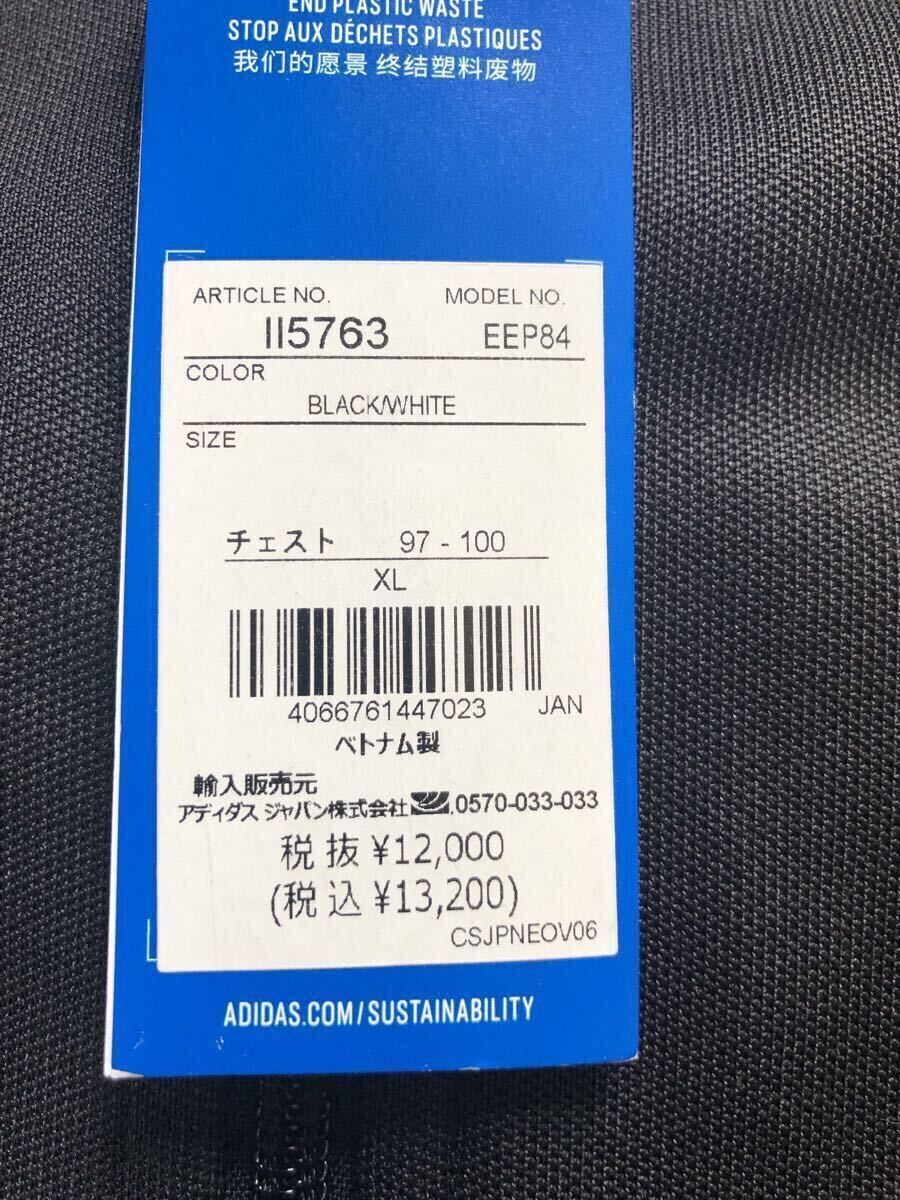 END PLASTIC WASTE
STOP AUX DÉCHETS PLASTIQUES
我们的愿景 终结塑料废物
ARTICLE NO. MODEL NO.
II5763 EEP84
COLOR
BLACK/WHITE
SIZE
チェスト 97 - 100
XL
4066761447023 JAN
ベトナム製
輸入販売元
アディダス ジャパン株式会社 0570-033-033
税 抜 ¥12,000
(税 込 ¥13,200)
CSJPNEOV06
ADIDAS.COM/SUSTAINABILITY